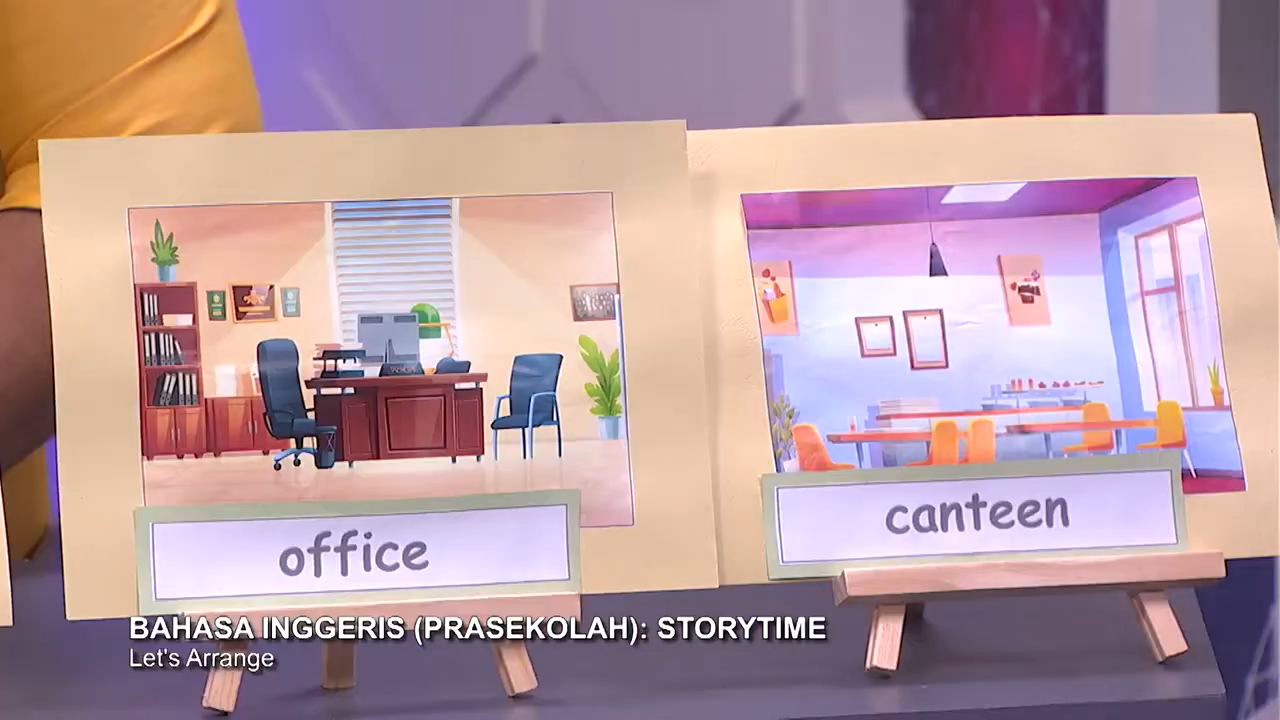 office
canteen
BAHASA INGGERIS (PRASEKOLAH): STORYTIME
Let's Arrange